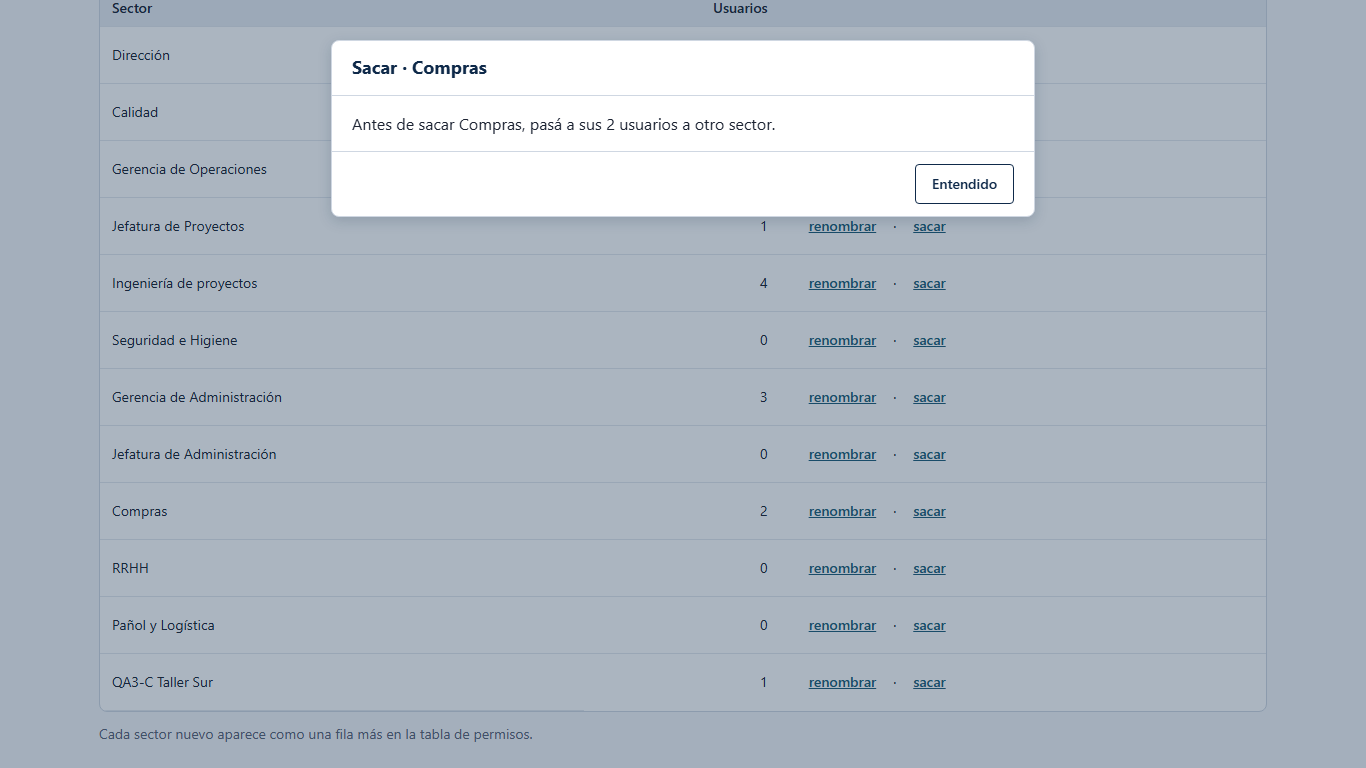 Sector Usuarios
Sacar · Compras
Dirección
Antes de sacar Compras, pasá a sus 2 usuarios a otro sector.
Calidad
Gerencia de Operaciones
Entendido
Jefatura de Proyectos 1 renombrar · sacar
Ingeniería de proyectos 4 renombrar · sacar
Seguridad e Higiene 0 renombrar · sacar
Gerencia de Administración 3 renombrar · sacar
Jefatura de Administración 0 renombrar · sacar
Compras 2 renombrar · sacar
RRHH 0 renombrar · sacar
Pañol y Logística 0 renombrar · sacar
QA3-C Taller Sur 1 renombrar · sacar
Cada sector nuevo aparece como una fila más en la tabla de permisos.